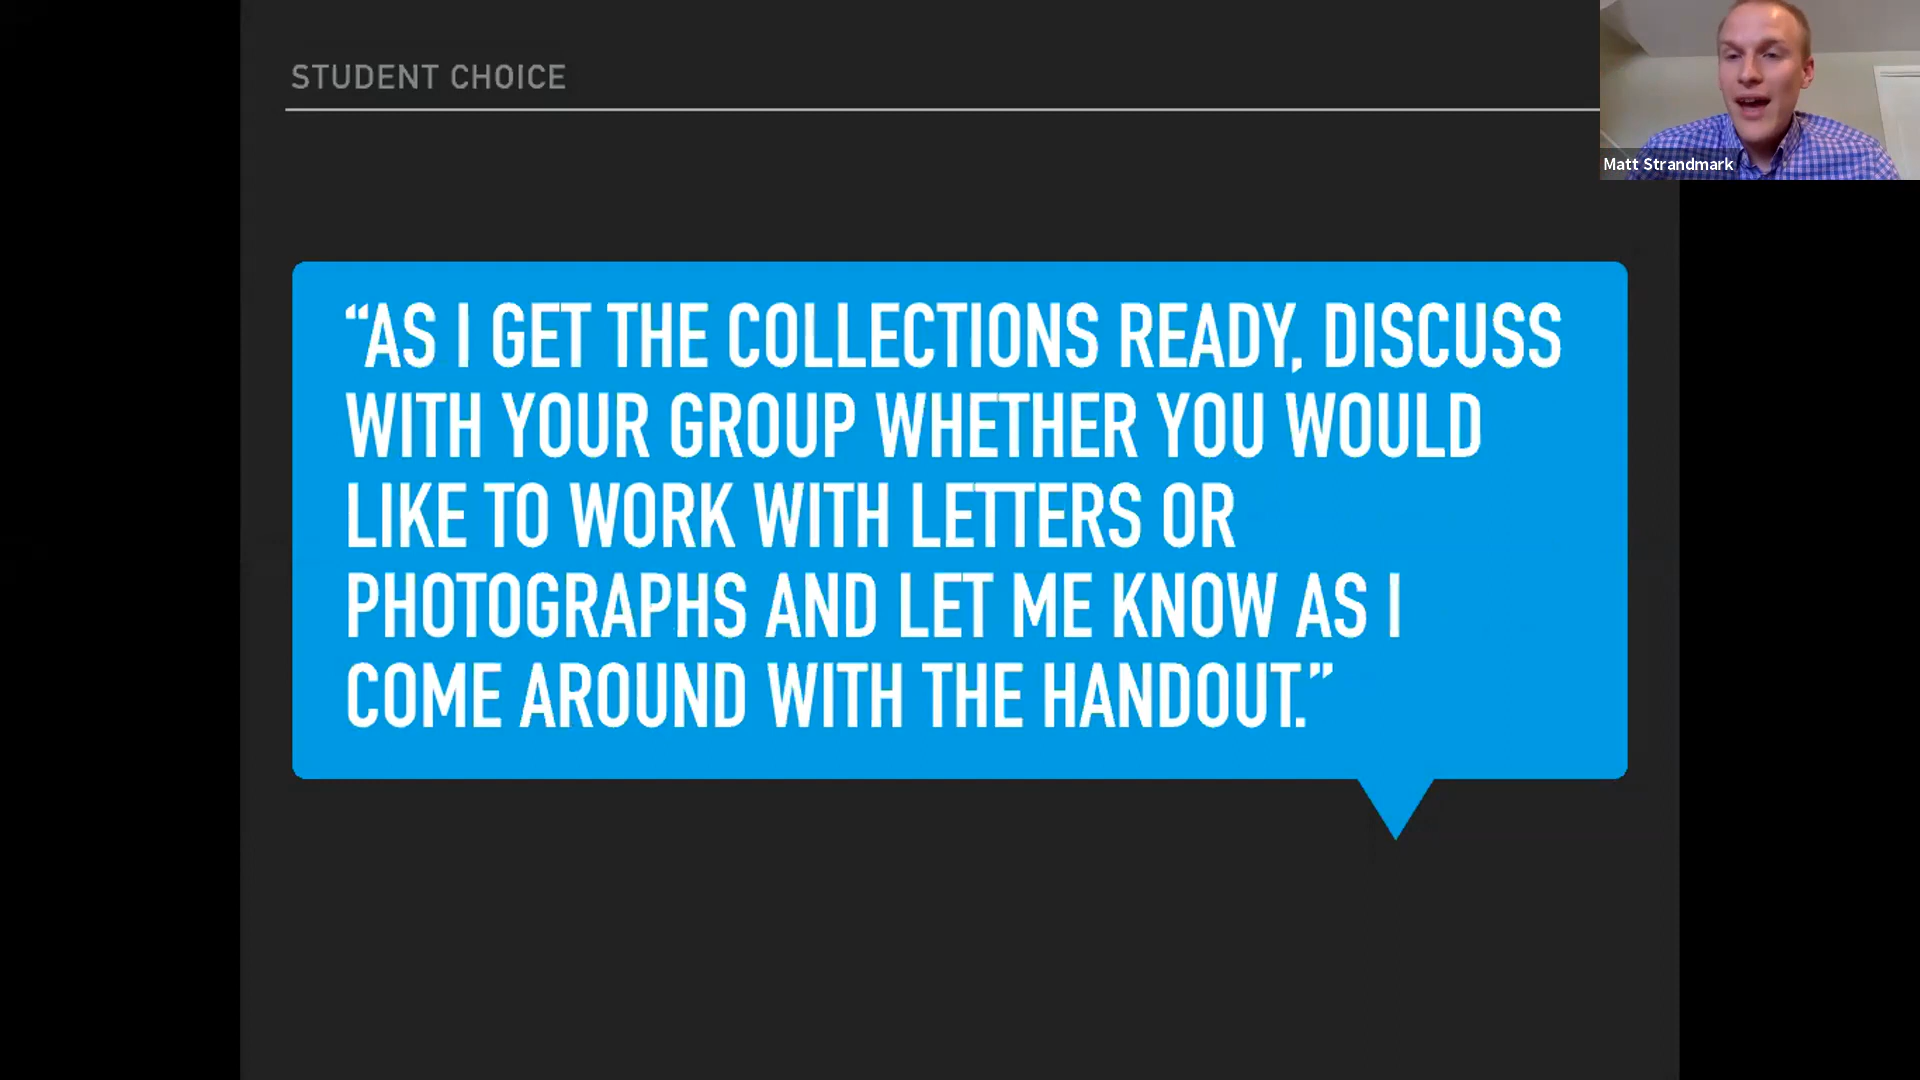 STUDENT CHOICE
Matt Strandmark
“AS I GET THE COLLECTIONS READY, DISCUSS
WITH YOUR GROUP WHETHER YOU WOULD
LIKE TO WORK WITH LETTERS OR
PHOTOGRAPHS AND LET ME KNOW AS I
COME AROUND WITH THE HANDOUT.”